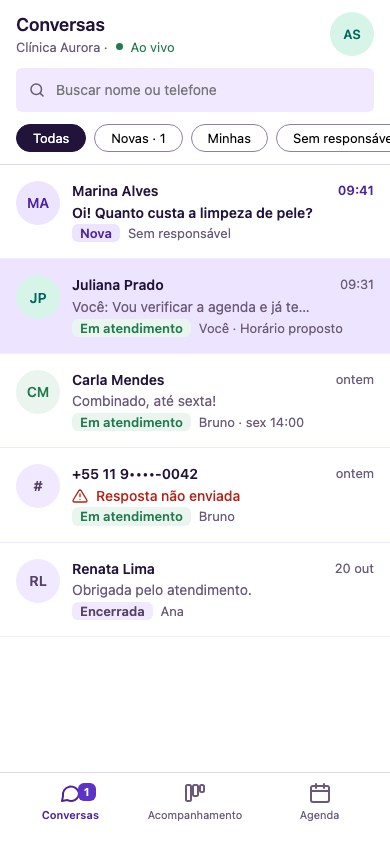 Conversas
Clínica Aurora · Ao vivo
AS
Buscar nome ou telefone
Todas
Novas · 1
Minhas
Sem responsáve
MA
Marina Alves
09:41
Oi! Quanto custa a limpeza de pele?
Nova
Sem responsável
JP
Juliana Prado
09:31
Você: Vou verificar a agenda e já te...
Em atendimento
Você · Horário proposto
CM
Carla Mendes
ontem
Combinado, até sexta!
Em atendimento
Bruno · sex 14:00
#
+55 11 9••••-0042
ontem
Resposta não enviada
Em atendimento
Bruno
RL
Renata Lima
20 out
Obrigada pelo atendimento.
Encerrada
Ana
1
Conversas
Acompanhamento
Agenda